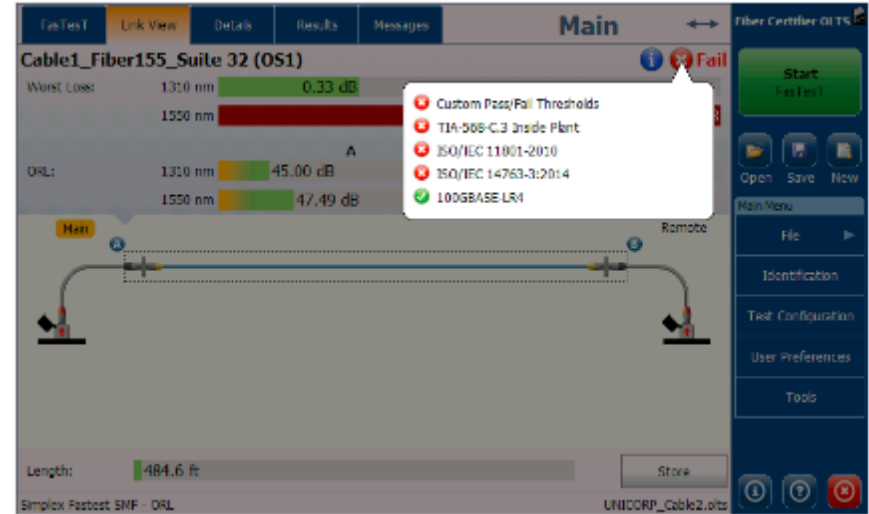 FasTesT Link View Details Results Messages Main Fiber Certifier OLTS
Cable1_Fiber155_Suite 32 (OS1) Fail
Worst Loss: 1310 nm 0.33 dB
1550 nm
Custom Pass/Fail Thresholds
TIA-568-C.3 Inside Plant
ISO/IEC 11801-2010
ISO/IEC 14763-3:2014
100GBASE-LR4
A
ORL: 1310 nm 45.00 dB
1550 nm 47.49 dB
Main Remote
A B
Length: 484.6 ft
Store
Simplex Fastest SMF - ORL UNICORP_Cable2.olts
Start
FasTesT
Open Save New
Main Menu
File
Identification
Test Configuration
User Preferences
Tools